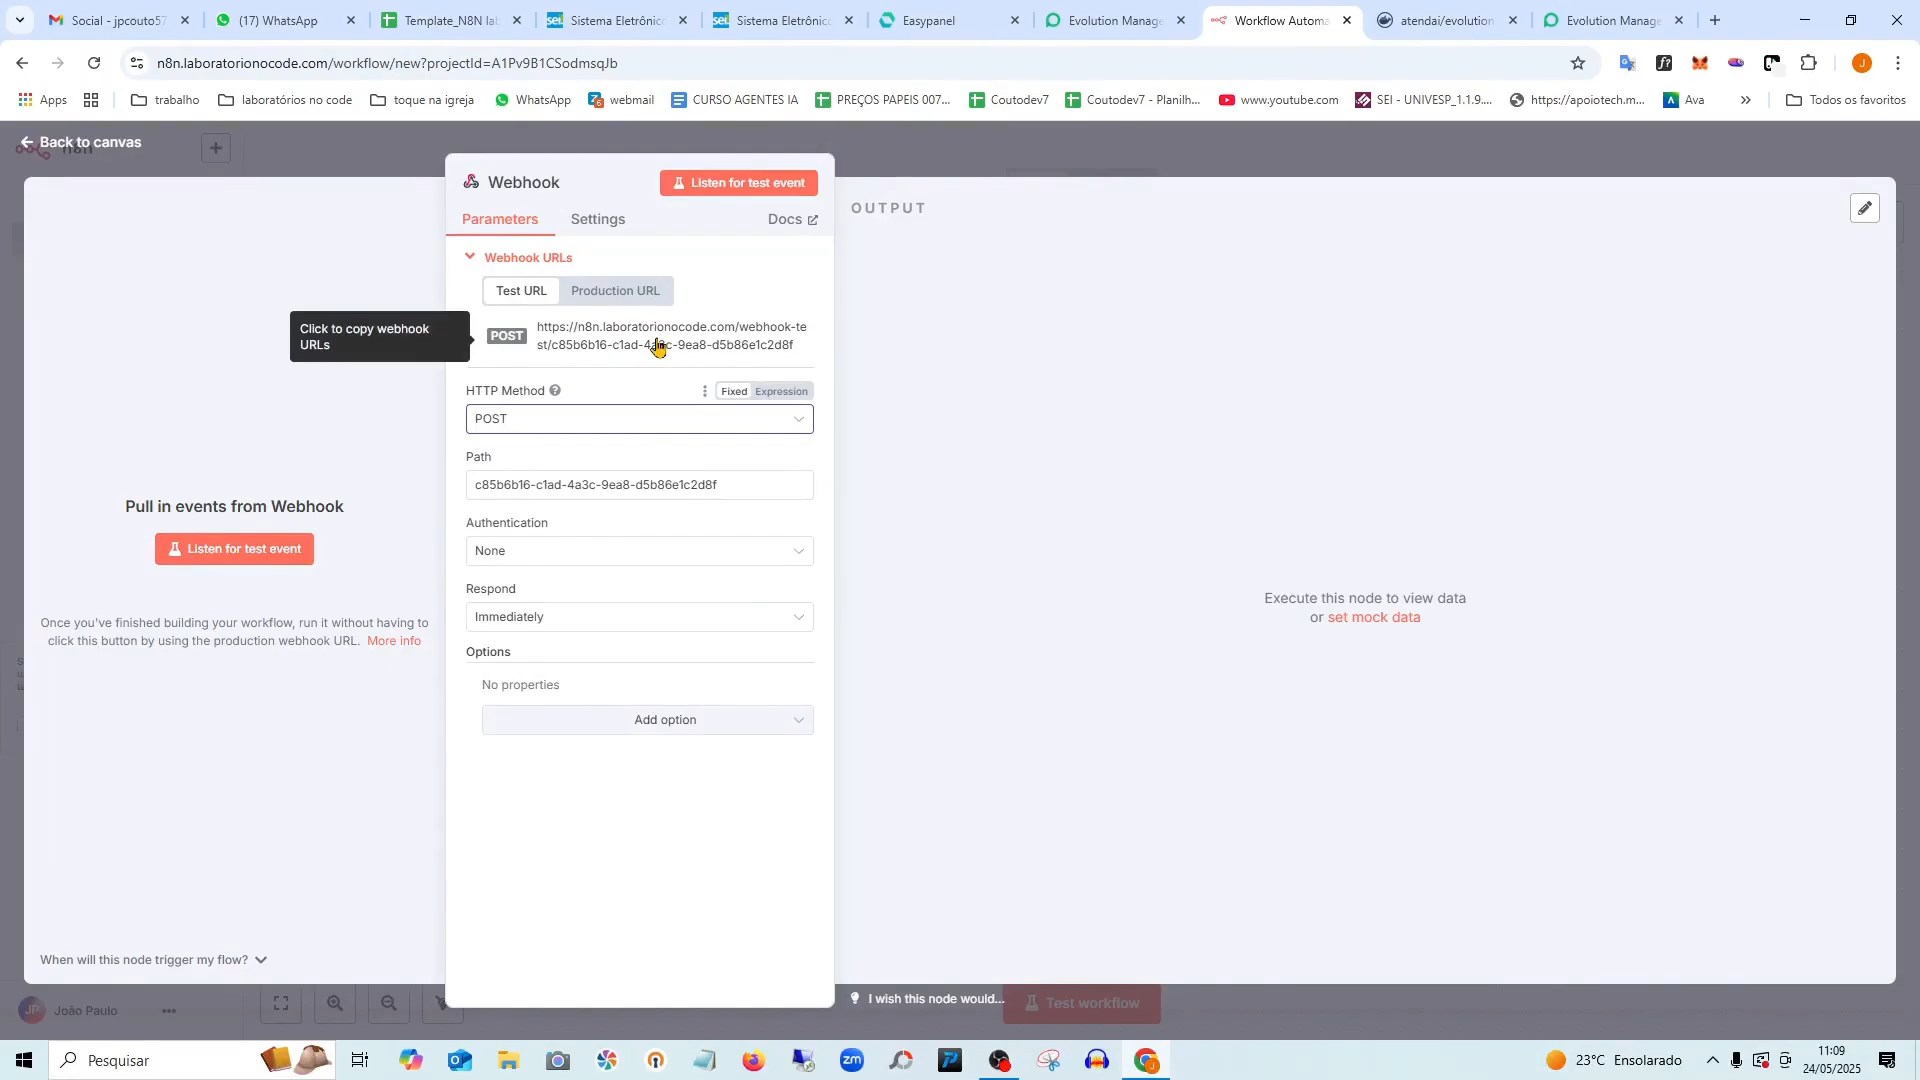 Social - jpcouto57
(17) WhatsApp
Template_N8N lab
Sistema Eletrônic
Sistema Eletrônic
Easypanel
Evolution Manage
Workflow Automa
atendai/evolution
Evolution Manage
n8n.laboratorionocode.com/workflow/new?projectId=A1Pv9B1CSodmsqJb
Apps
trabalho
laboratórios no code
toque na igreja
WhatsApp
webmail
CURSO AGENTES IA
PREÇOS PAPEIS 007...
Coutodev7
Coutodev7 - Planilh...
www.youtube.com
SEI - UNIVESP_1.1.9....
https://apoiotech.m...
Ava
Todos os favoritos
Back to canvas
n8n
Webhook
Listen for test event
Parameters
Settings
Docs
OUTPUT
Webhook URLs
Test URL
Production URL
Click to copy webhook
URLs
POST
https://n8n.laboratorionocode.com/webhook-te
st/c85b6b16-c1ad-4a3c-9ea8-d5b86e1c2d8f
HTTP Method
Fixed
Expression
POST
Path
c85b6b16-c1ad-4a3c-9ea8-d5b86e1c2d8f
Authentication
None
Respond
Immediately
Options
No properties
Add option
Pull in events from Webhook
Listen for test event
Once you've finished building your workflow, run it without having to
click this button by using the production webhook URL. More info
When will this node trigger my flow?
Execute this node to view data
or set mock data
I wish this node would...
Test workflow
JP
João Paulo
Pesquisar
zm
23°C Ensolarado
11:09
24/05/2025